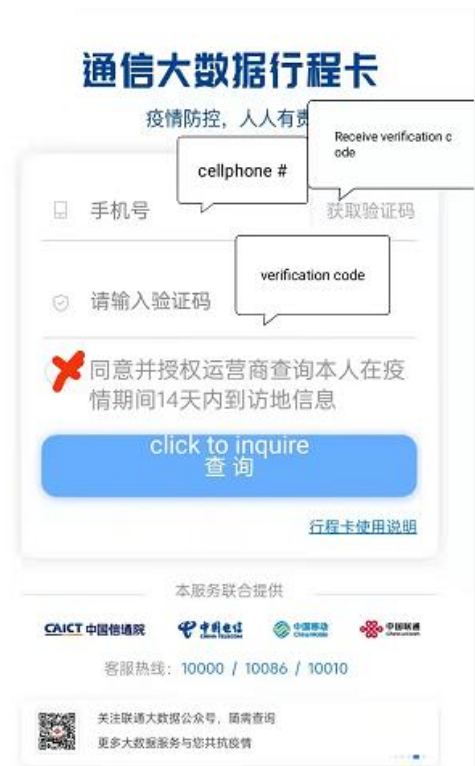 通信大数据行程卡
疫情防控，人人有责
Receive verification c
ode
cellphone #
手机号
获取验证码
verification code
请输入验证码
同意并授权运营商查询本人在疫
情期间14天内到访地信息
click to inquire
查询
行程卡使用说明
本服务联合提供
CAICT 中国信通院
中国电信
CHINA TELECOM
中国移动
China Mobile
中国联通
China unicom
客服热线：10000 / 10086 / 10010
关注联通大数据公众号，随需查询
更多大数据服务与您共抗疫情